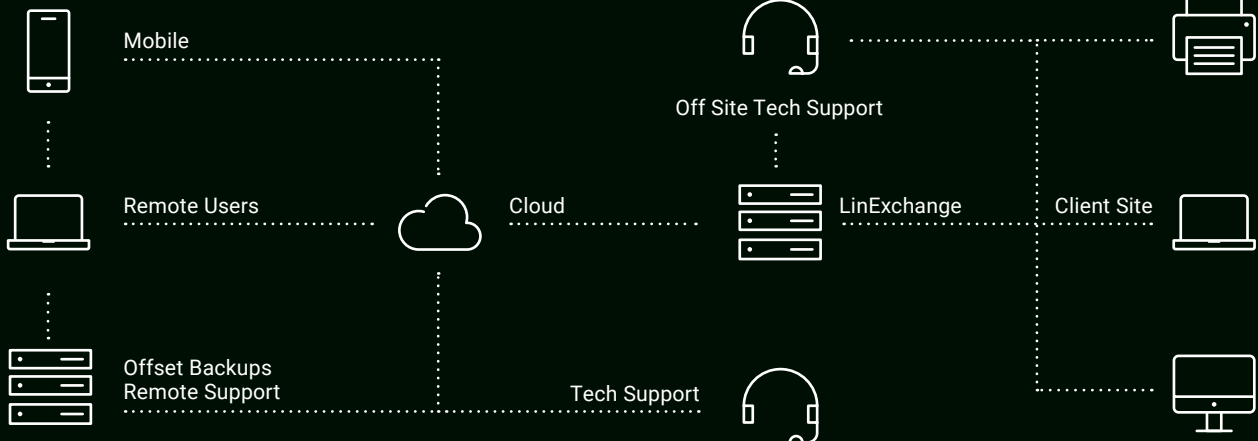 Mobile
Off Site Tech Support
Remote Users
Cloud
LinExchange
Client Site
Offset Backups
Remote Support
Tech Support